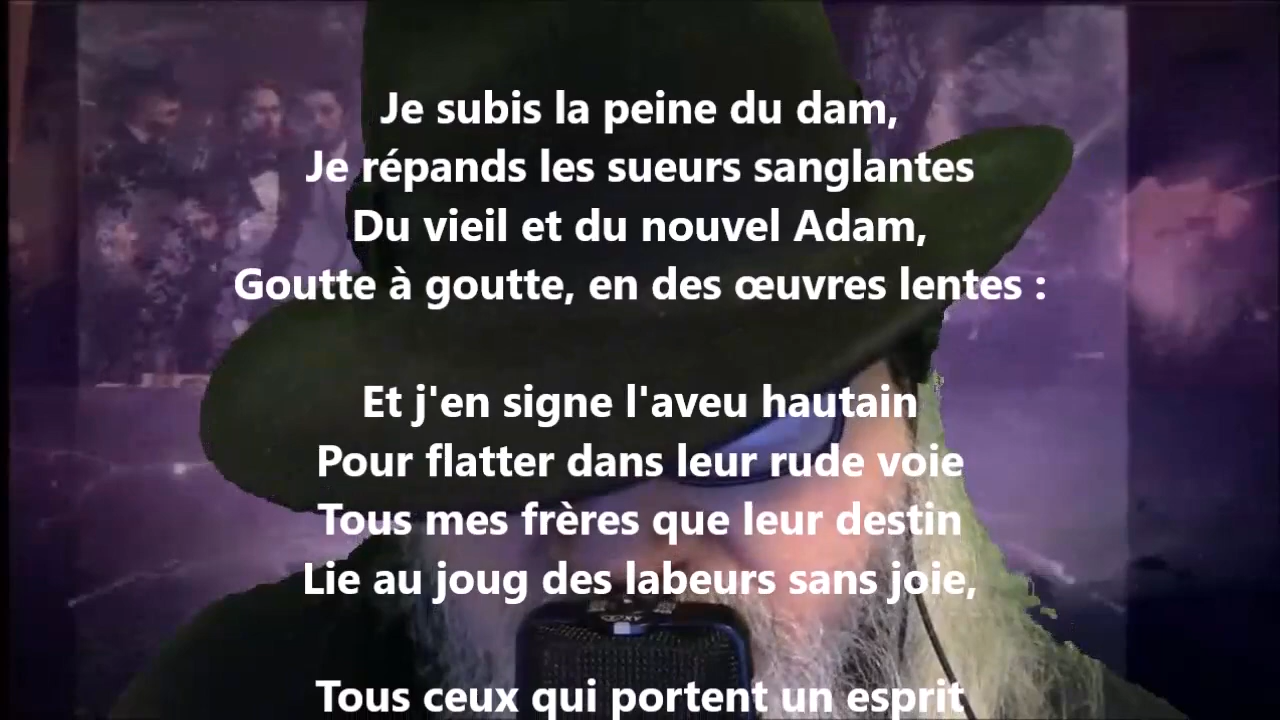 Je subis la peine du dam,
Je répands les sueurs sanglantes
Du vieil et du nouvel Adam,
Goutte à goutte, en des œuvres lentes :
Et j'en signe l'aveu hautain
Pour flatter dans leur rude voie
Tous mes frères que leur destin
Lie au joug des labeurs sans joie,
Tous ceux qui portent un esprit